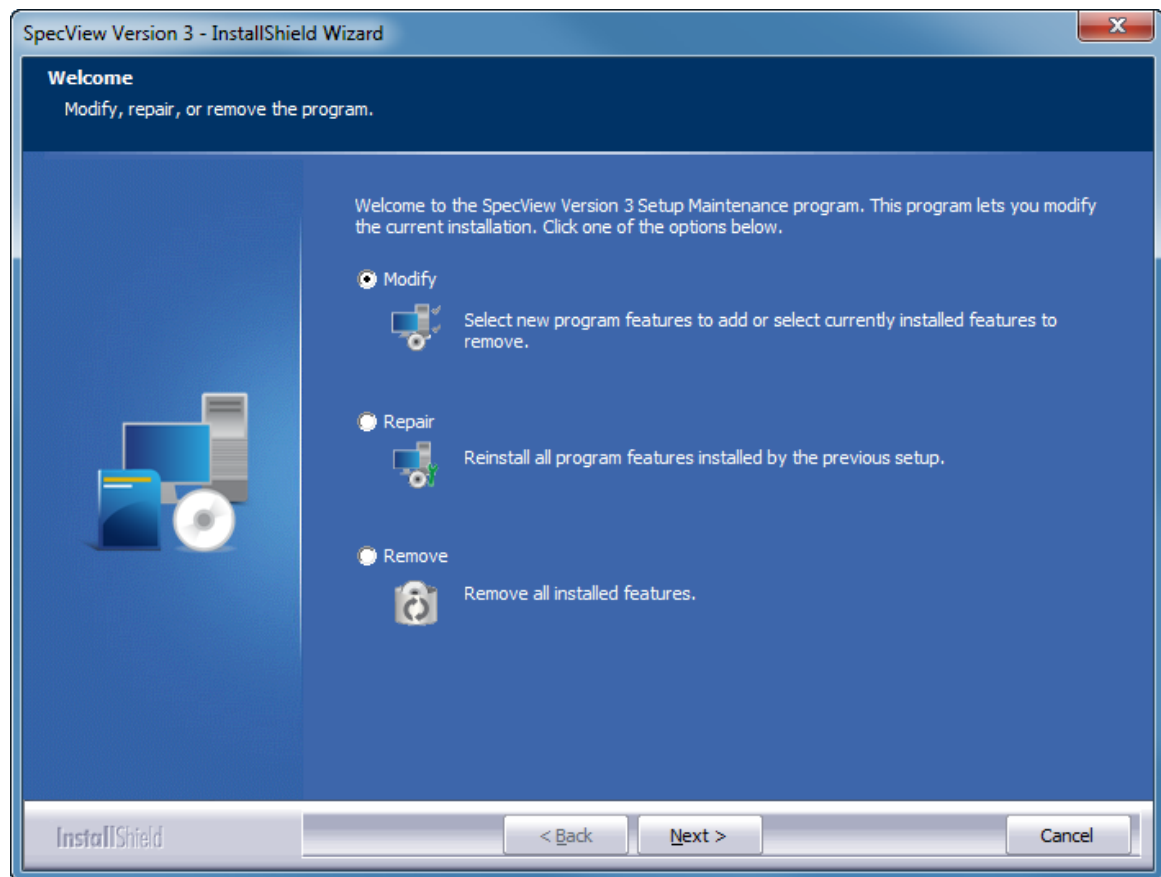 SpecView Version 3 - InstallShield Wizard
Welcome
Modify, repair, or remove the program.
Welcome to the SpecView Version 3 Setup Maintenance program. This program lets you modify
the current installation. Click one of the options below.
Modify
Select new program features to add or select currently installed features to
remove.
Repair
Reinstall all program features installed by the previous setup.
Remove
Remove all installed features.
InstallShield
< Back Next > Cancel